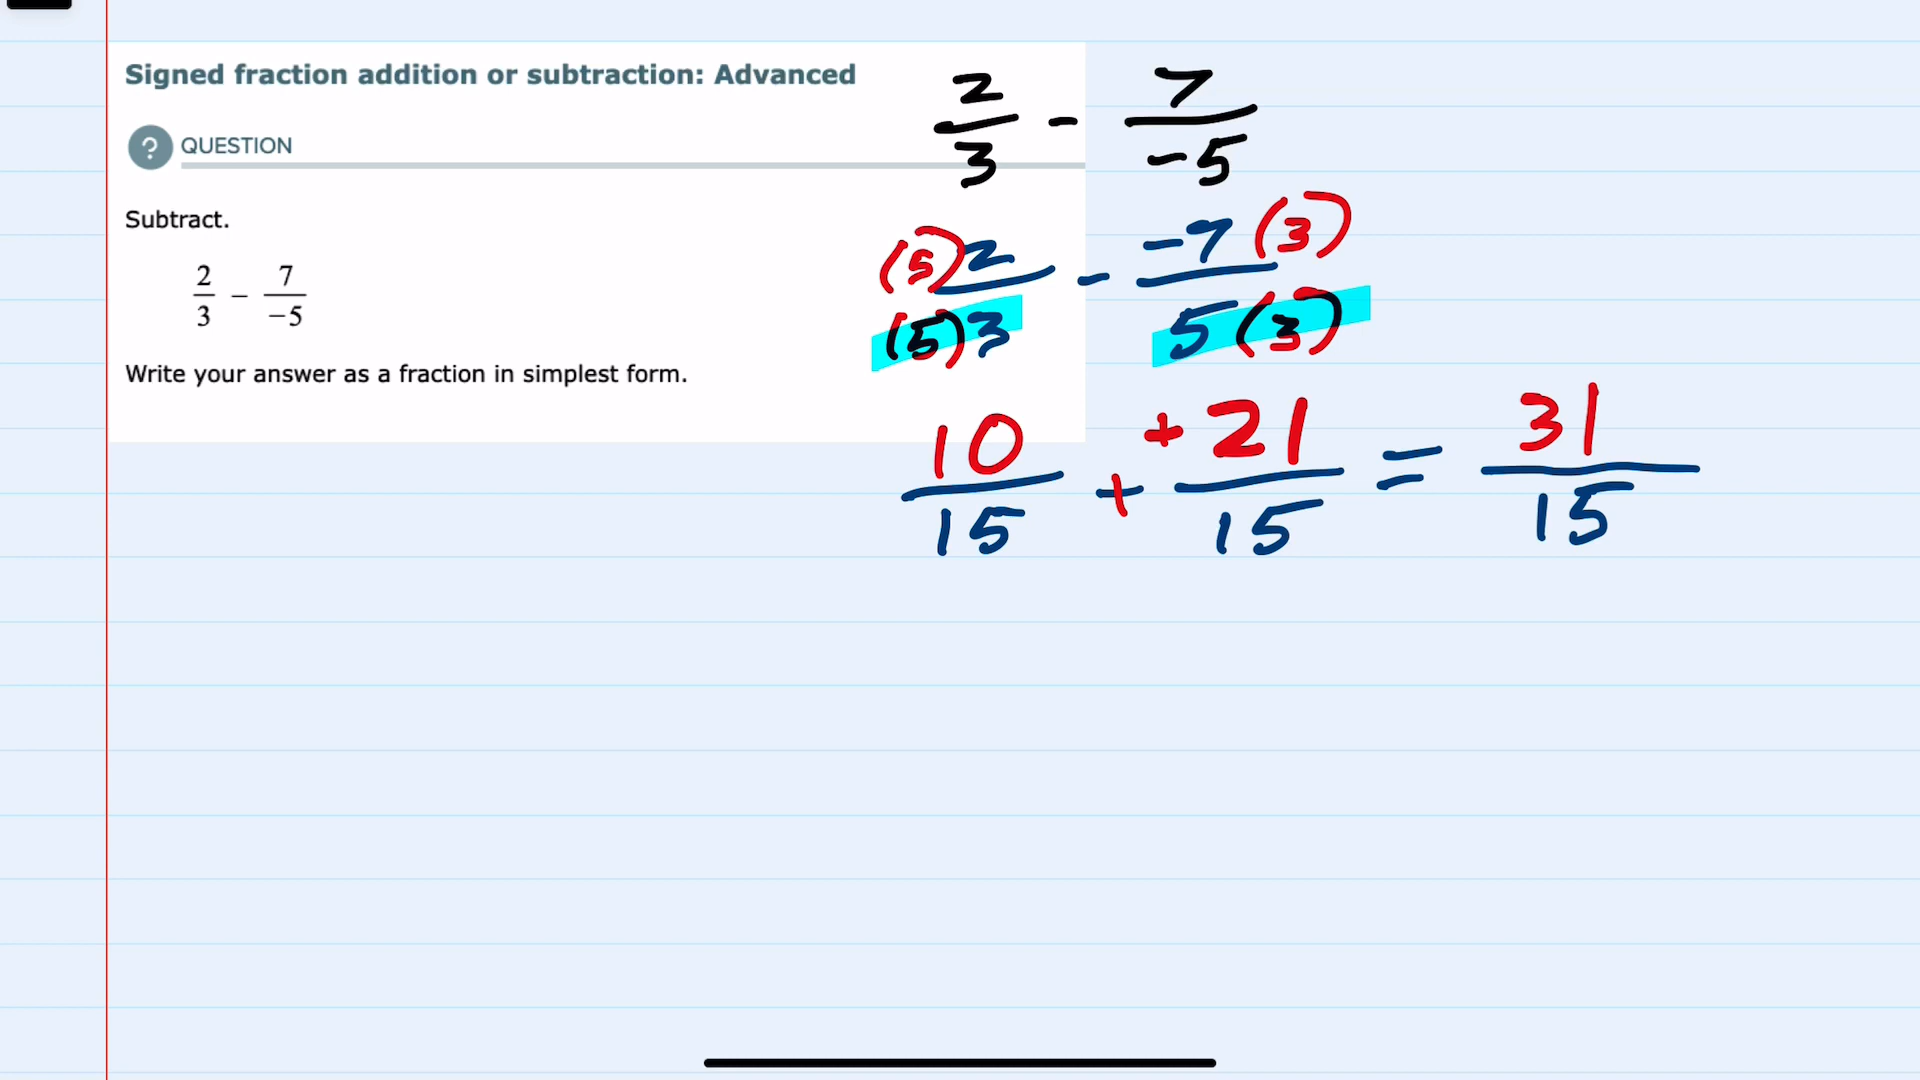 Signed fraction addition or subtraction: Advanced
? QUESTION
Subtract.
2/3 − 7/−5
Write your answer as a fraction in simplest form.
2/3 - 7/-5
(5)2/(5)3 - -7(3)/5(3)
10/15 + +21/15 = 31/15